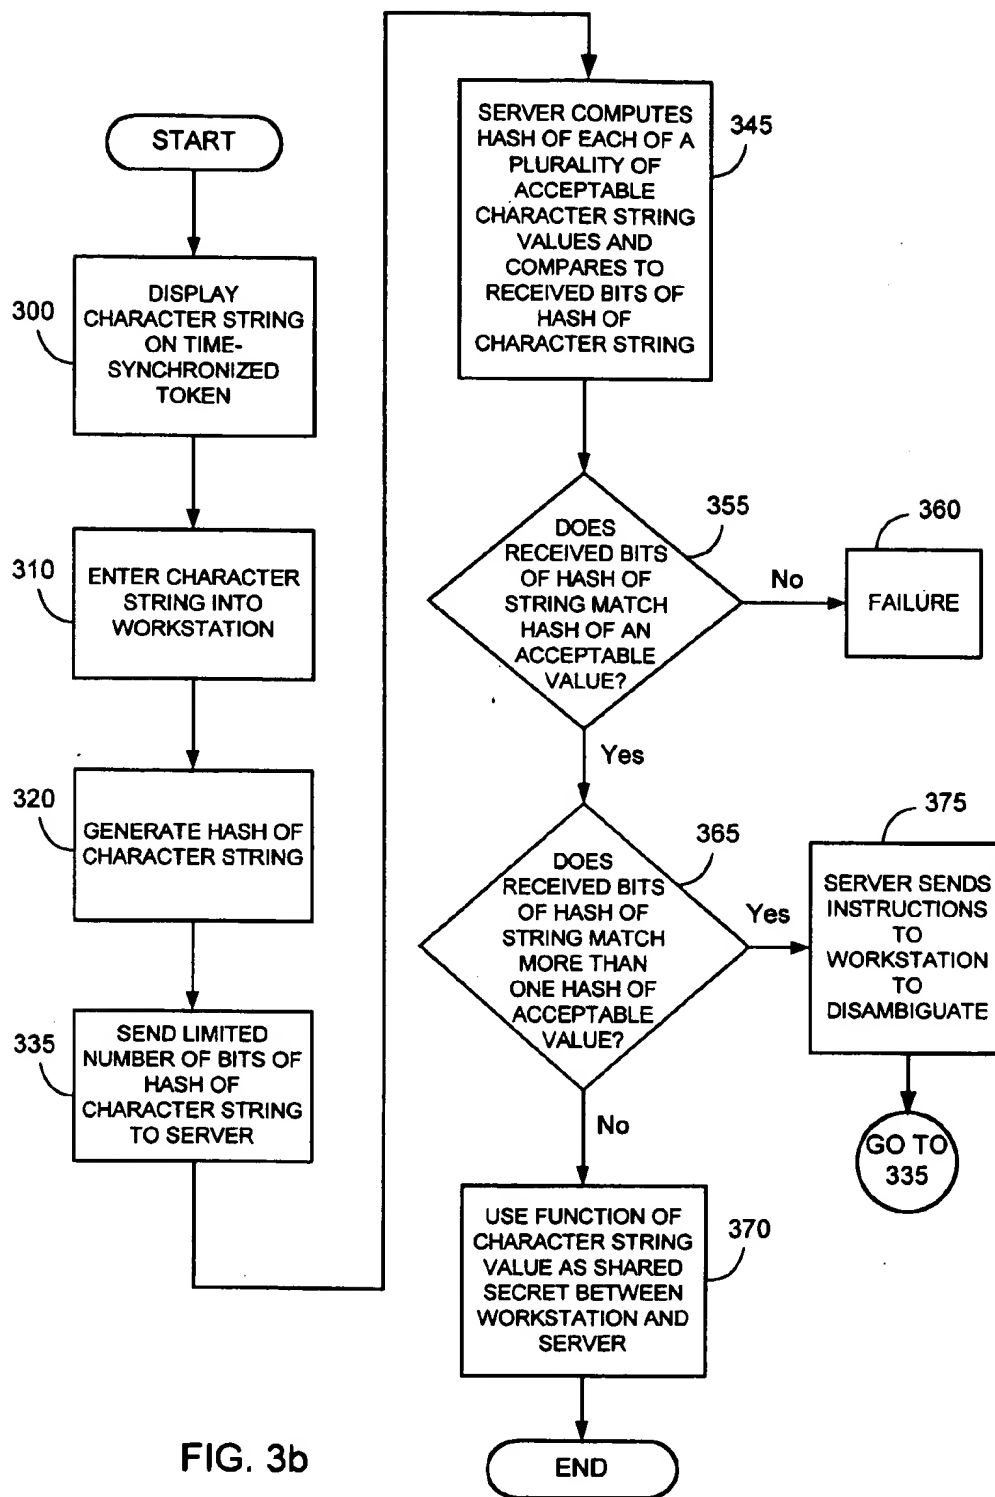 START
300
DISPLAY
CHARACTER STRING
ON TIME-
SYNCHRONIZED
TOKEN
310
ENTER CHARACTER
STRING INTO
WORKSTATION
320
GENERATE HASH OF
CHARACTER STRING
335
SEND LIMITED
NUMBER OF BITS OF
HASH OF
CHARACTER STRING
TO SERVER
345
SERVER COMPUTES
HASH OF EACH OF A
PLURALITY OF
ACCEPTABLE
CHARACTER STRING
VALUES AND
COMPARES TO
RECEIVED BITS OF
HASH OF
CHARACTER STRING
355
DOES
RECEIVED BITS
OF HASH OF
STRING MATCH
HASH OF AN
ACCEPTABLE
VALUE?
No
360
FAILURE
Yes
365
DOES
RECEIVED BITS
OF HASH OF
STRING MATCH
MORE THAN
ONE HASH OF
ACCEPTABLE
VALUE?
Yes
375
SERVER SENDS
INSTRUCTIONS
TO
WORKSTATION
TO
DISAMBIGUATE
GO TO
335
No
370
USE FUNCTION OF
CHARACTER STRING
VALUE AS SHARED
SECRET BETWEEN
WORKSTATION AND
SERVER
END
FIG. 3b